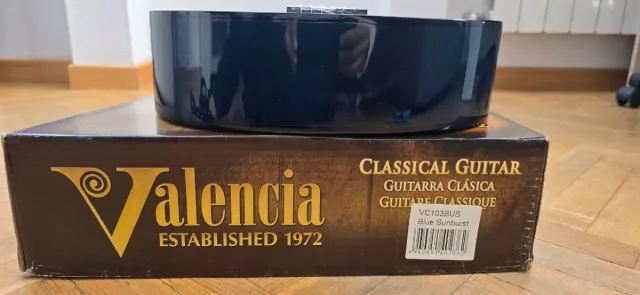 Valencia
ESTABLISHED 1972
CLASSICAL GUITAR
GUITARRA CLÁSICA
GUITARE CLASSIQUE
VC103BUS
Blue Sunburst